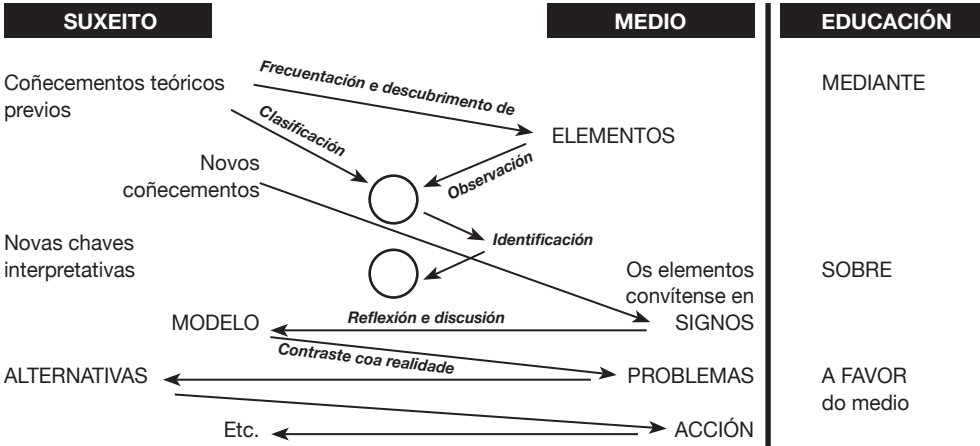 SUXEITO
MEDIO
EDUCACIÓN
Coñecementos teóricos
previos
Frecuentación e descubrimento de
MEDIANTE
Clasificación
ELEMENTOS
Novos
coñecementos
Observación
Novas chaves
interpretativas
Identificación
Os elementos
convítense en
SIGNOS
SOBRE
MODELO
Reflexión e discusión
Contraste coa realidade
ALTERNATIVAS
PROBLEMAS
A FAVOR
do medio
Etc.
ACCIÓN